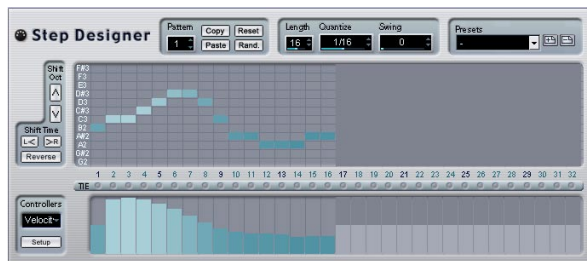 Step Designer
Pattern
1
Copy
Reset
Paste
Rand.
Length
16
Quantize
1/16
Swing
0
Presets
-
Shift
Oct
F#3
F3
E3
D#3
D3
C#3
C3
B2
A#2
A2
G#2
G2
Shift Time
L<
>R
Reverse
1 2 3 4 5 6 7 8 9 10 11 12 13 14 15 16 17 18 19 20 21 22 23 24 25 26 27 28 29 30 31 32
TIE
Controllers
Velocit
Setup